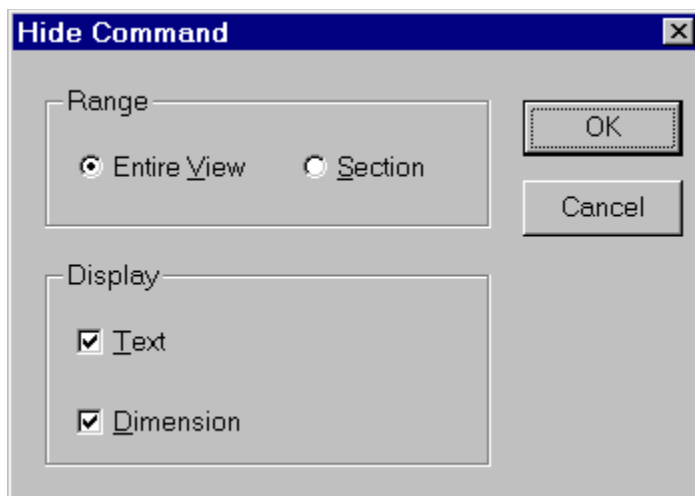 Hide Command
Range
Entire View
Section
OK
Cancel
Display
Text
Dimension